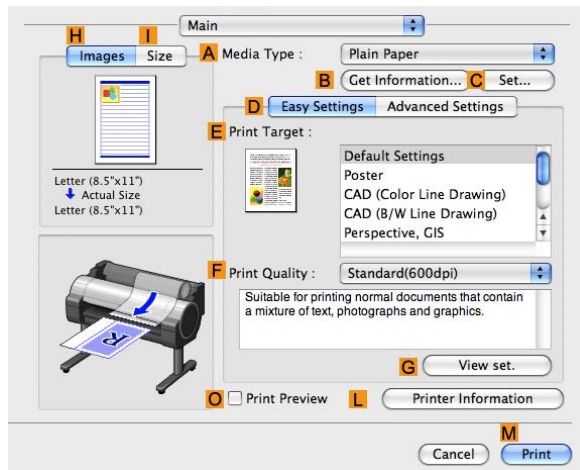 Main
H I
Images Size
A Media Type : Plain Paper
B Get Information... C Set...
D Easy Settings Advanced Settings
E Print Target :
Default Settings
Poster
CAD (Color Line Drawing)
CAD (B/W Line Drawing)
Perspective, GIS
Letter (8.5"x11")
Actual Size
Letter (8.5"x11")
F Print Quality : Standard(600dpi)
Suitable for printing normal documents that contain
a mixture of text, photographs and graphics.
G View set.
O Print Preview L Printer Information
M
Cancel Print